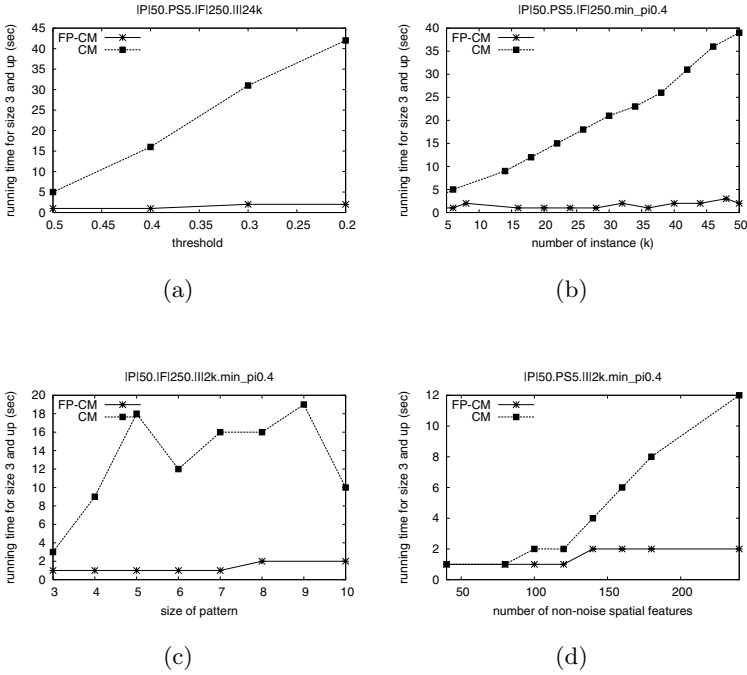 |P|50.PS5.|F|250.|I|24k
FP-CM
CM
running time for size 3 and up (sec)
45
40
35
30
25
20
15
10
5
0
0.5 0.45 0.4 0.35 0.3 0.25 0.2
threshold
(a)
|P|50.PS5.|F|250.min_pi0.4
FP-CM
CM
running time for size 3 and up (sec)
40
35
30
25
20
15
10
5
0
5 10 15 20 25 30 35 40 45 50
number of instance (k)
(b)
|P|50.|F|250.|I|2k.min_pi0.4
FP-CM
CM
running time for size 3 and up (sec)
20
18
16
14
12
10
8
6
4
2
0
3 4 5 6 7 8 9 10
size of pattern
(c)
|P|50.PS5.|I|2k.min_pi0.4
FP-CM
CM
running time for size 3 and up (sec)
12
10
8
6
4
2
0
50 100 150 200
number of non-noise spatial features
(d)